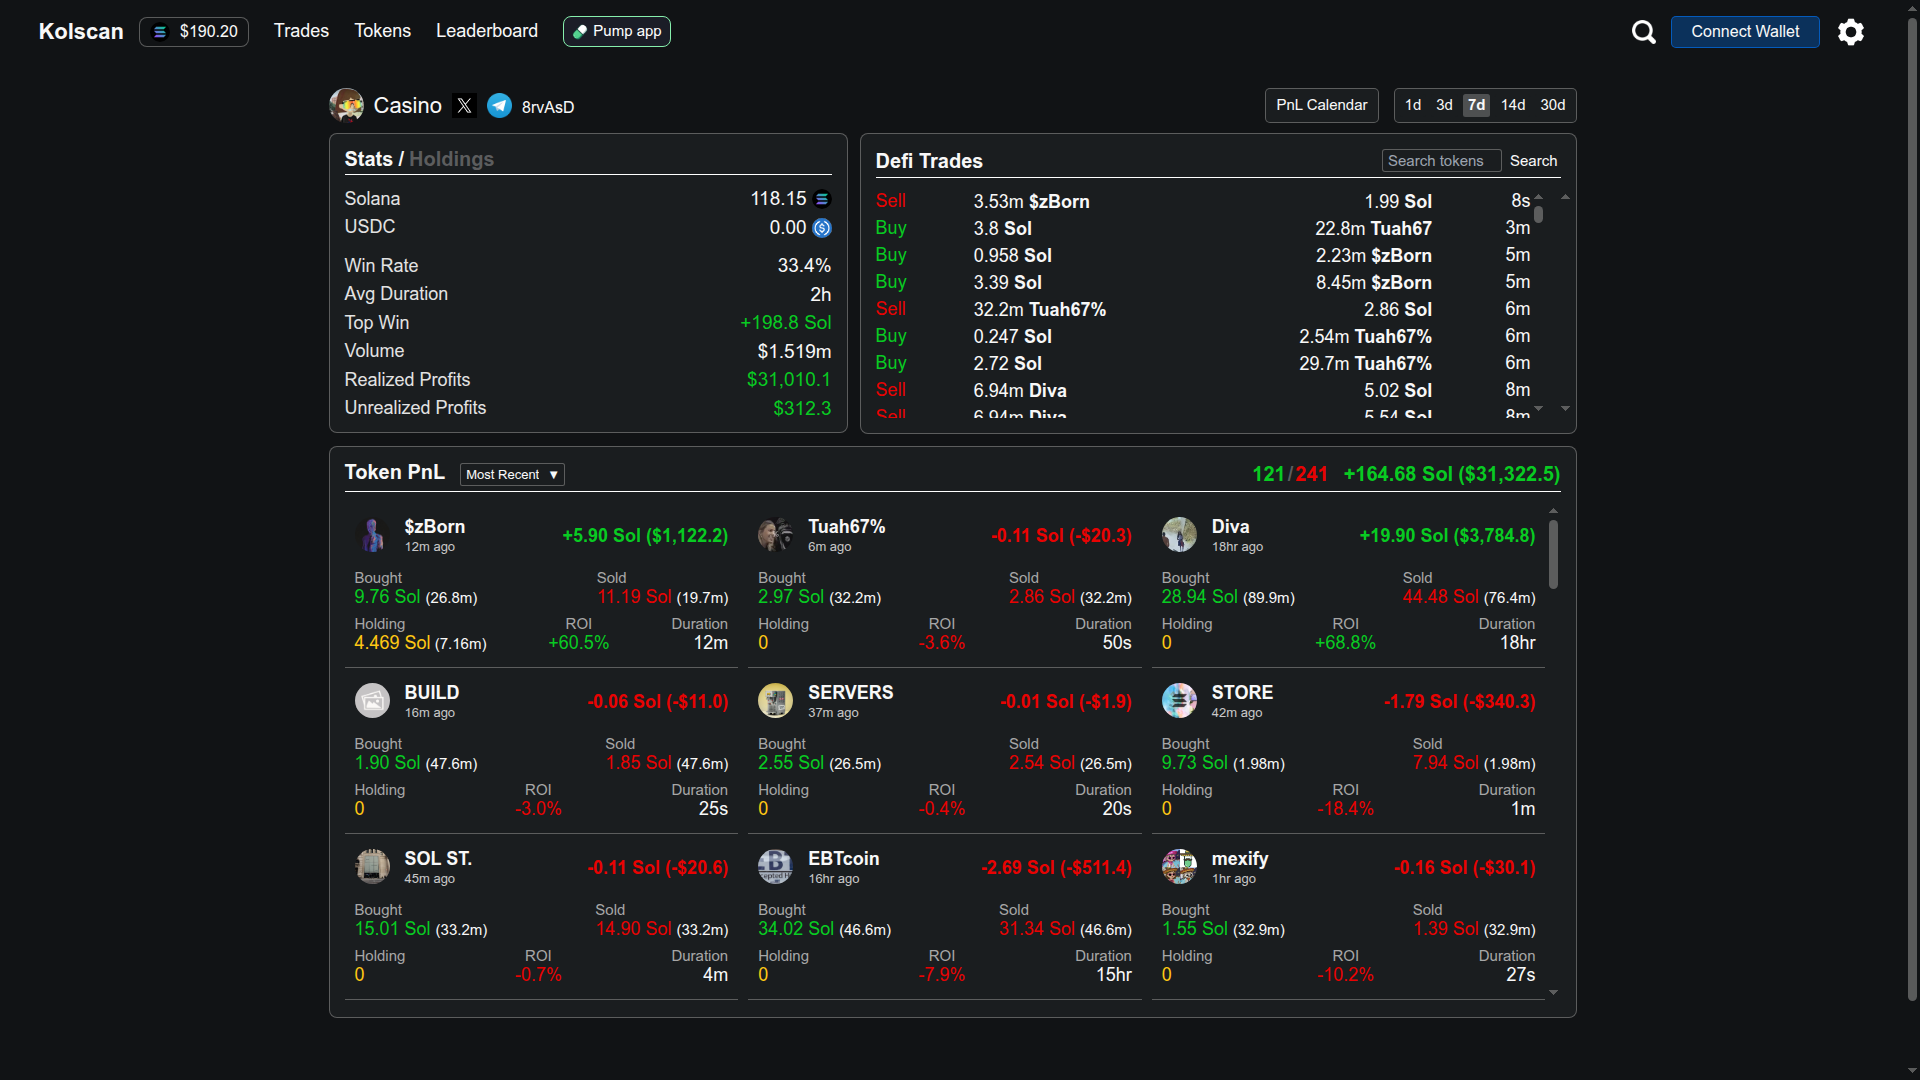 Kolscan $190.20 Trades Tokens Leaderboard Pump app Connect Wallet
Casino 8rvAsD PnL Calendar 1d 3d 7d 14d 30d
Stats / Holdings
Solana 118.15
USDC 0.00
Win Rate 33.4%
Avg Duration 2h
Top Win +198.8 Sol
Volume $1.519m
Realized Profits $31,010.1
Unrealized Profits $312.3
Defi Trades Search tokens Search
Sell 3.53m $zBorn 1.99 Sol 8s
Buy 3.8 Sol 22.8m Tuah67 3m
Buy 0.958 Sol 2.23m $zBorn 5m
Buy 3.39 Sol 8.45m $zBorn 5m
Sell 32.2m Tuah67% 2.86 Sol 6m
Buy 0.247 Sol 2.54m Tuah67% 6m
Buy 2.72 Sol 29.7m Tuah67% 6m
Sell 6.94m Diva 5.02 Sol 8m
Sell 6.94m Diva 5.54 Sol 8m
Token PnL Most Recent ▼ 121/241 +164.68 Sol ($31,322.5)
$zBorn +5.90 Sol ($1,122.2)
12m ago
Bought Sold
9.76 Sol (26.8m) 11.19 Sol (19.7m)
Holding ROI Duration
4.469 Sol (7.16m) +60.5% 12m
Tuah67% -0.11 Sol (-$20.3)
6m ago
Bought Sold
2.97 Sol (32.2m) 2.86 Sol (32.2m)
Holding ROI Duration
0 -3.6% 50s
Diva +19.90 Sol ($3,784.8)
18hr ago
Bought Sold
28.94 Sol (89.9m) 44.48 Sol (76.4m)
Holding ROI Duration
0 +68.8% 18hr
BUILD -0.06 Sol (-$11.0)
16m ago
Bought Sold
1.90 Sol (47.6m) 1.85 Sol (47.6m)
Holding ROI Duration
0 -3.0% 25s
SERVERS -0.01 Sol (-$1.9)
37m ago
Bought Sold
2.55 Sol (26.5m) 2.54 Sol (26.5m)
Holding ROI Duration
0 -0.4% 20s
STORE -1.79 Sol (-$340.3)
42m ago
Bought Sold
9.73 Sol (1.98m) 7.94 Sol (1.98m)
Holding ROI Duration
0 -18.4% 1m
SOL ST. -0.11 Sol (-$20.6)
45m ago
Bought Sold
15.01 Sol (33.2m) 14.90 Sol (33.2m)
Holding ROI Duration
0 -0.7% 4m
EBTcoin -2.69 Sol (-$511.4)
16hr ago
Bought Sold
34.02 Sol (46.6m) 31.34 Sol (46.6m)
Holding ROI Duration
0 -7.9% 15hr
mexify -0.16 Sol (-$30.1)
1hr ago
Bought Sold
1.55 Sol (32.9m) 1.39 Sol (32.9m)
Holding ROI Duration
0 -10.2% 27s